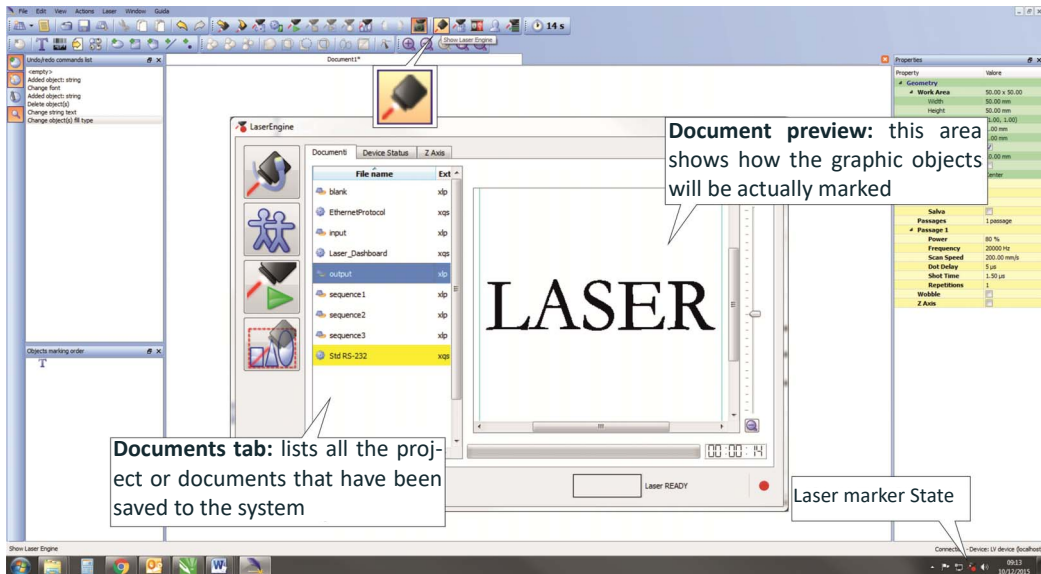 File Edit View Actions Laser Window Guida
14 s
Show Laser Engine
Undo/redo commands list
Document1*
Properties
<empty>
Added object: string
Change font
Added object: string
Delete object(s)
Change string text
Change object(s) fill type
Property Valore
Geometry
Work Area 50.00 x 50.00
Width 50.00 mm
Height 50.00 mm
LaserEngine
Documenti Device Status Z Axis
File name Ext
blank xlp
EthernetProtocol xqs
input xlp
Laser_Dashboard xqs
output xlp
sequence1 xlp
sequence2 xlp
sequence3 xlp
Std RS-232 xqs
LASER
Document preview: this area
shows how the graphic objects
will be actually marked
Salva
Passages 1 passage
Passage 1
Power 80 %
Frequency 20000 Hz
Scan Speed 200.00 mm/s
Dot Delay 5 µs
Shot Time 1.50 µs
Repetitions 1
Wobble
Z Axis
Objects marking order
T
Documents tab: lists all the proj-
ect or documents that have been
saved to the system
00:00:14
Laser READY
Laser marker State
Show Laser Engine
Device: LV device (localhost
09:13
10/12/2015